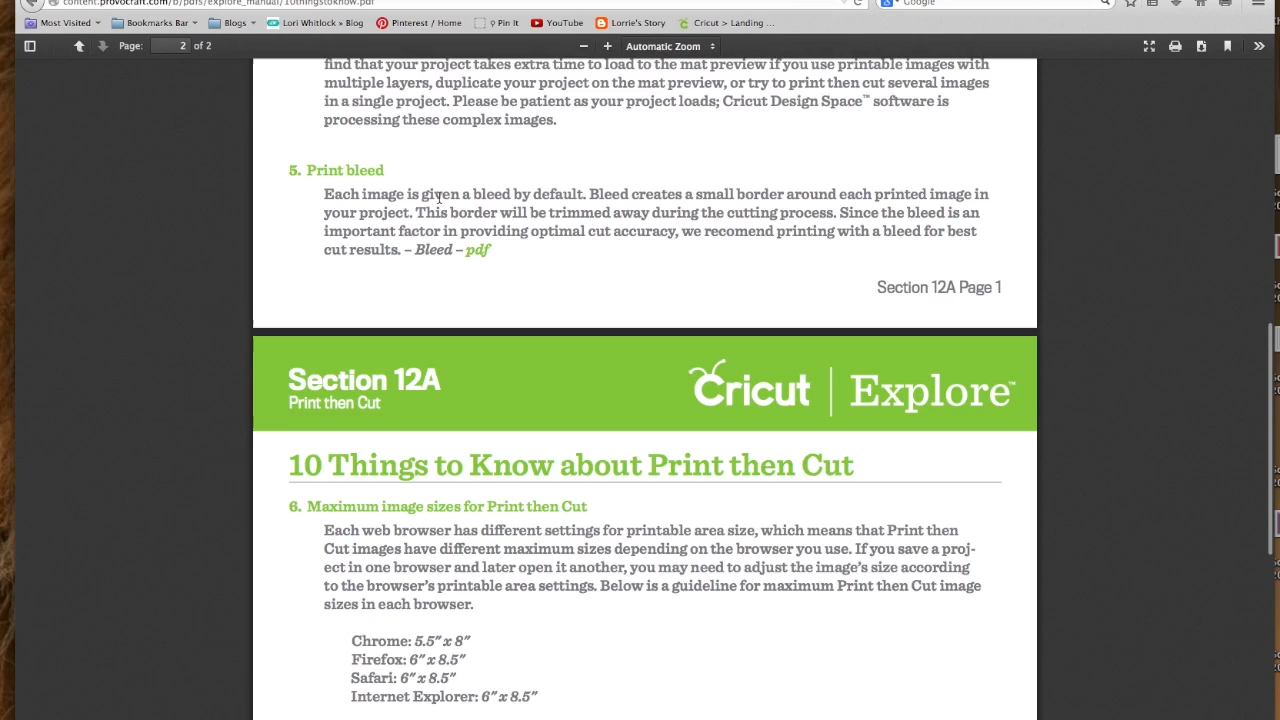 content.provocraft.com/b/pdfs/explore_manual/10thingstoknow.pdf
Google
Most Visited
Bookmarks Bar
Blogs
Lori Whitlock » Blog
Pinterest / Home
Pin It
YouTube
Lorrie's Story
Cricut > Landing ...
Page: 2 of 2
Automatic Zoom
find that your project takes extra time to load to the mat preview if you use printable images with
multiple layers, duplicate your project on the mat preview, or try to print then cut several images
in a single project. Please be patient as your project loads; Cricut Design Space™ software is
processing these complex images.
5. Print bleed
Each image is given a bleed by default. Bleed creates a small border around each printed image in
your project. This border will be trimmed away during the cutting process. Since the bleed is an
important factor in providing optimal cut accuracy, we recomend printing with a bleed for best
cut results. – Bleed – pdf
Section 12A Page 1
Section 12A
Print then Cut
Cricut | Explore™
10 Things to Know about Print then Cut
6. Maximum image sizes for Print then Cut
Each web browser has different settings for printable area size, which means that Print then
Cut images have different maximum sizes depending on the browser you use. If you save a proj-
ect in one browser and later open it another, you may need to adjust the image's size according
to the browser's printable area settings. Below is a guideline for maximum Print then Cut image
sizes in each browser.
Chrome: 5.5" x 8"
Firefox: 6" x 8.5"
Safari: 6" x 8.5"
Internet Explorer: 6" x 8.5"